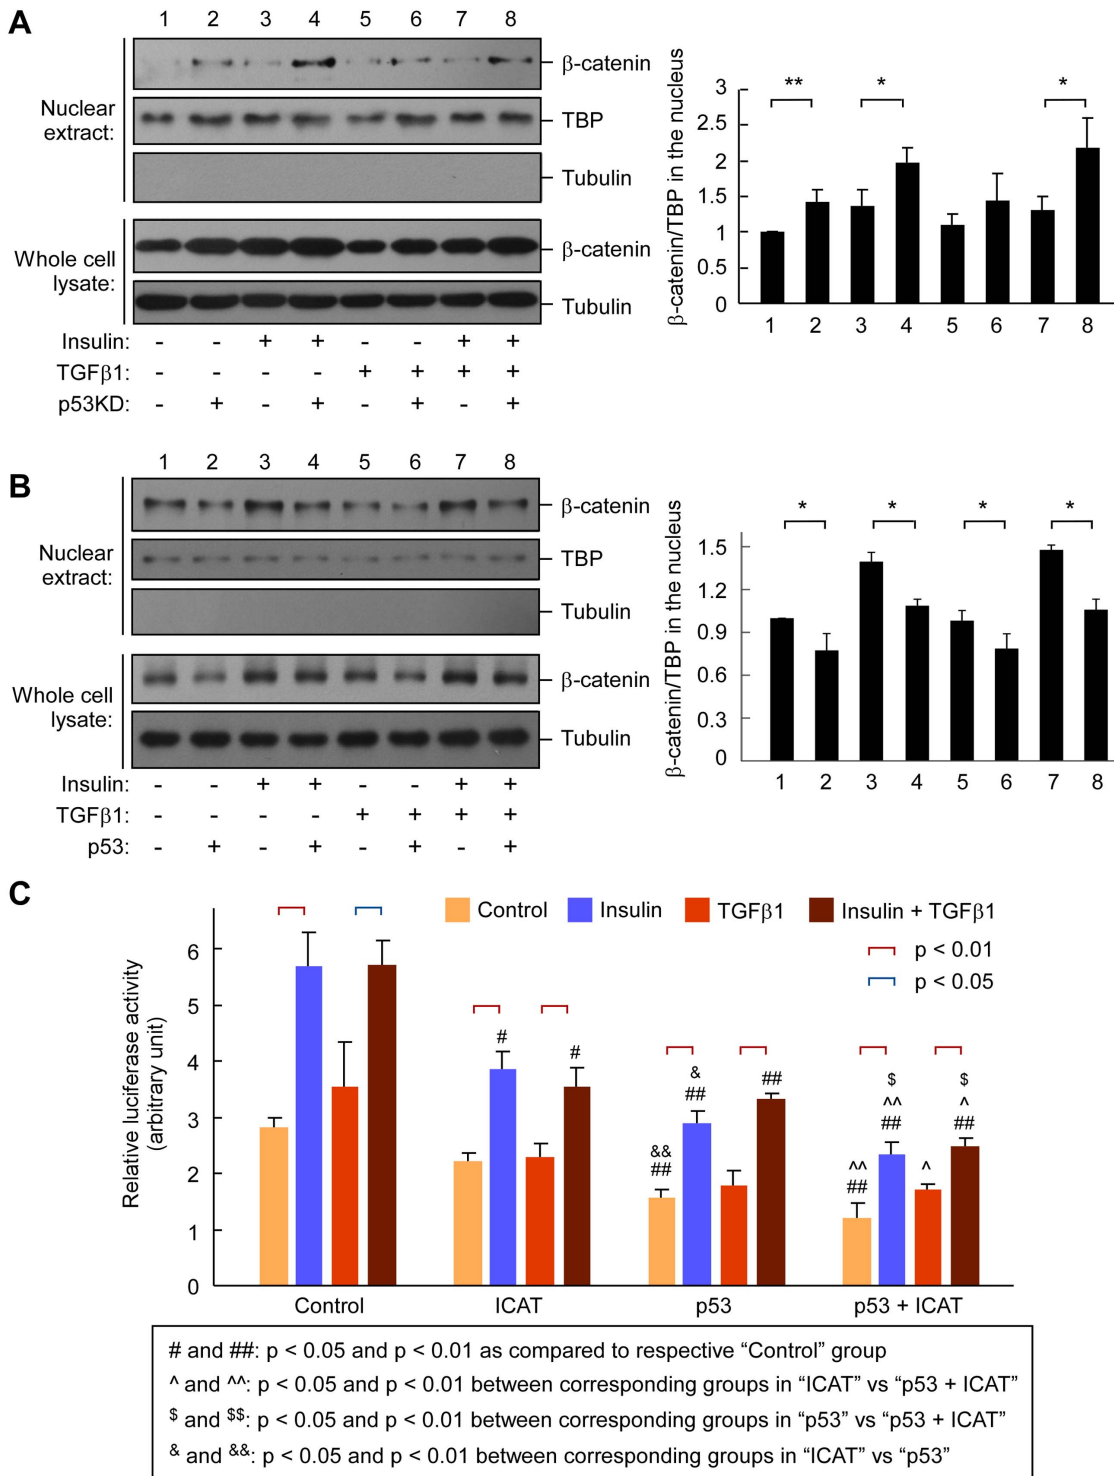 A
1 2 3 4 5 6 7 8
Nuclear
extract:
β-catenin
TBP
Tubulin
Whole cell
lysate:
β-catenin
Tubulin
Insulin: - - + + - - + +
TGFβ1: - - - - + + + +
p53KD: - + - + - + - +
β-catenin/TBP in the nucleus
3
2.5
2
1.5
1
0.5
0
** * *
1 2 3 4 5 6 7 8
B
1 2 3 4 5 6 7 8
Nuclear
extract:
β-catenin
TBP
Tubulin
Whole cell
lysate:
β-catenin
Tubulin
Insulin: - - + + - - + +
TGFβ1: - - - - + + + +
p53: - + - + - + - +
β-catenin/TBP in the nucleus
1.5
1.2
0.9
0.6
0.3
0
* * * *
1 2 3 4 5 6 7 8
C
Control Insulin TGFβ1 Insulin + TGFβ1
p < 0.01
p < 0.05
Relative luciferase activity
(arbitrary unit)
6
5
4
3
2
1
0
# #
&&
##
&
##
##
^^
##
$
^^
##
^
$
^
##
Control ICAT p53 p53 + ICAT
# and ##: p < 0.05 and p < 0.01 as compared to respective “Control” group
^ and ^^: p < 0.05 and p < 0.01 between corresponding groups in “ICAT” vs “p53 + ICAT”
$ and $$: p < 0.05 and p < 0.01 between corresponding groups in “p53” vs “p53 + ICAT”
& and &&: p < 0.05 and p < 0.01 between corresponding groups in “ICAT” vs “p53”